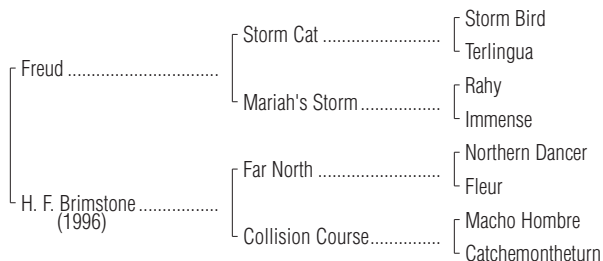 Storm Bird
Storm Cat ........................
Terlingua
Freud ................................
Rahy
Mariah's Storm .................
Immense
Northern Dancer
Far North ..........................
Fleur
H. F. Brimstone .................
(1996)
Macho Hombre
Collision Course...............
Catchemontheturn